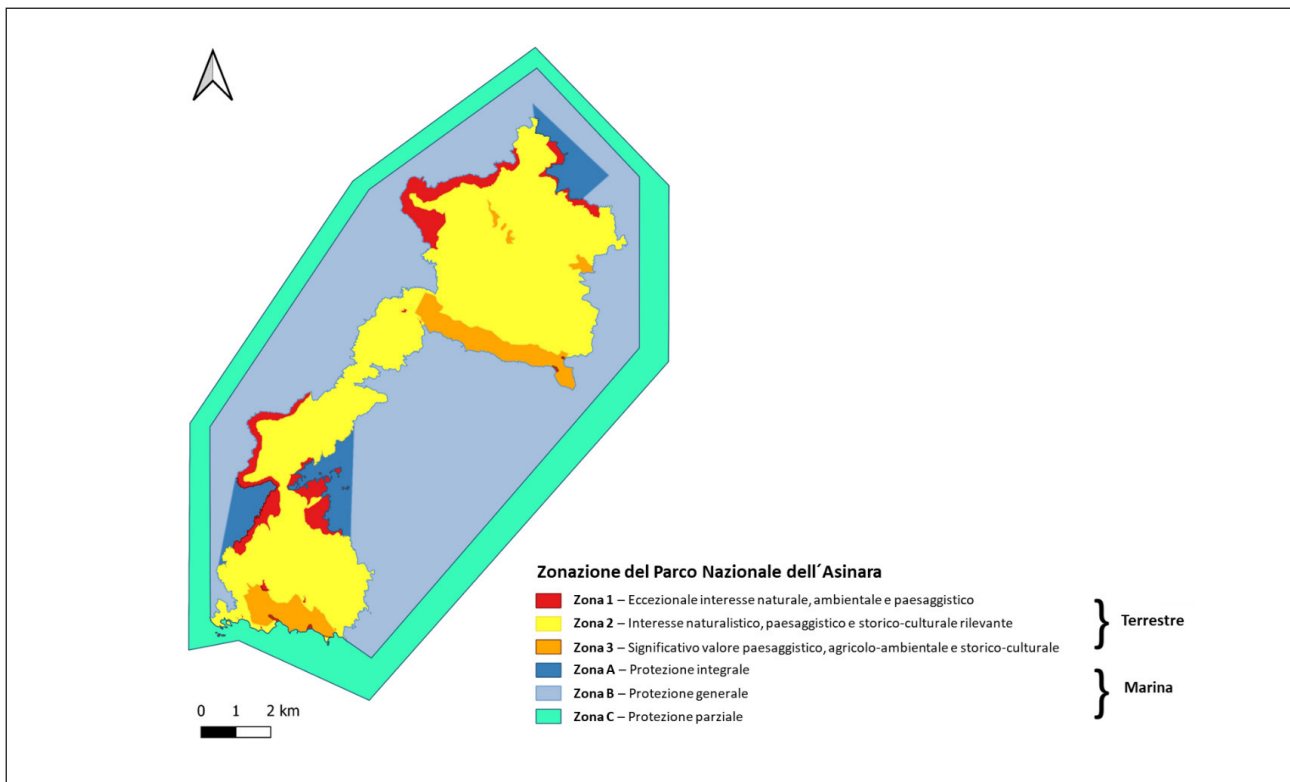 Zonazione del Parco Nazionale dell´Asinara
Zona 1 – Eccezionale interesse naturale, ambientale e paesaggistico
Zona 2 – Interesse naturalistico, paesaggistico e storico-culturale rilevante
Zona 3 – Significativo valore paesaggistico, agricolo-ambientale e storico-culturale
} Terrestre
Zona A – Protezione integrale
Zona B – Protezione generale
Zona C – Protezione parziale
} Marina
0 1 2 km